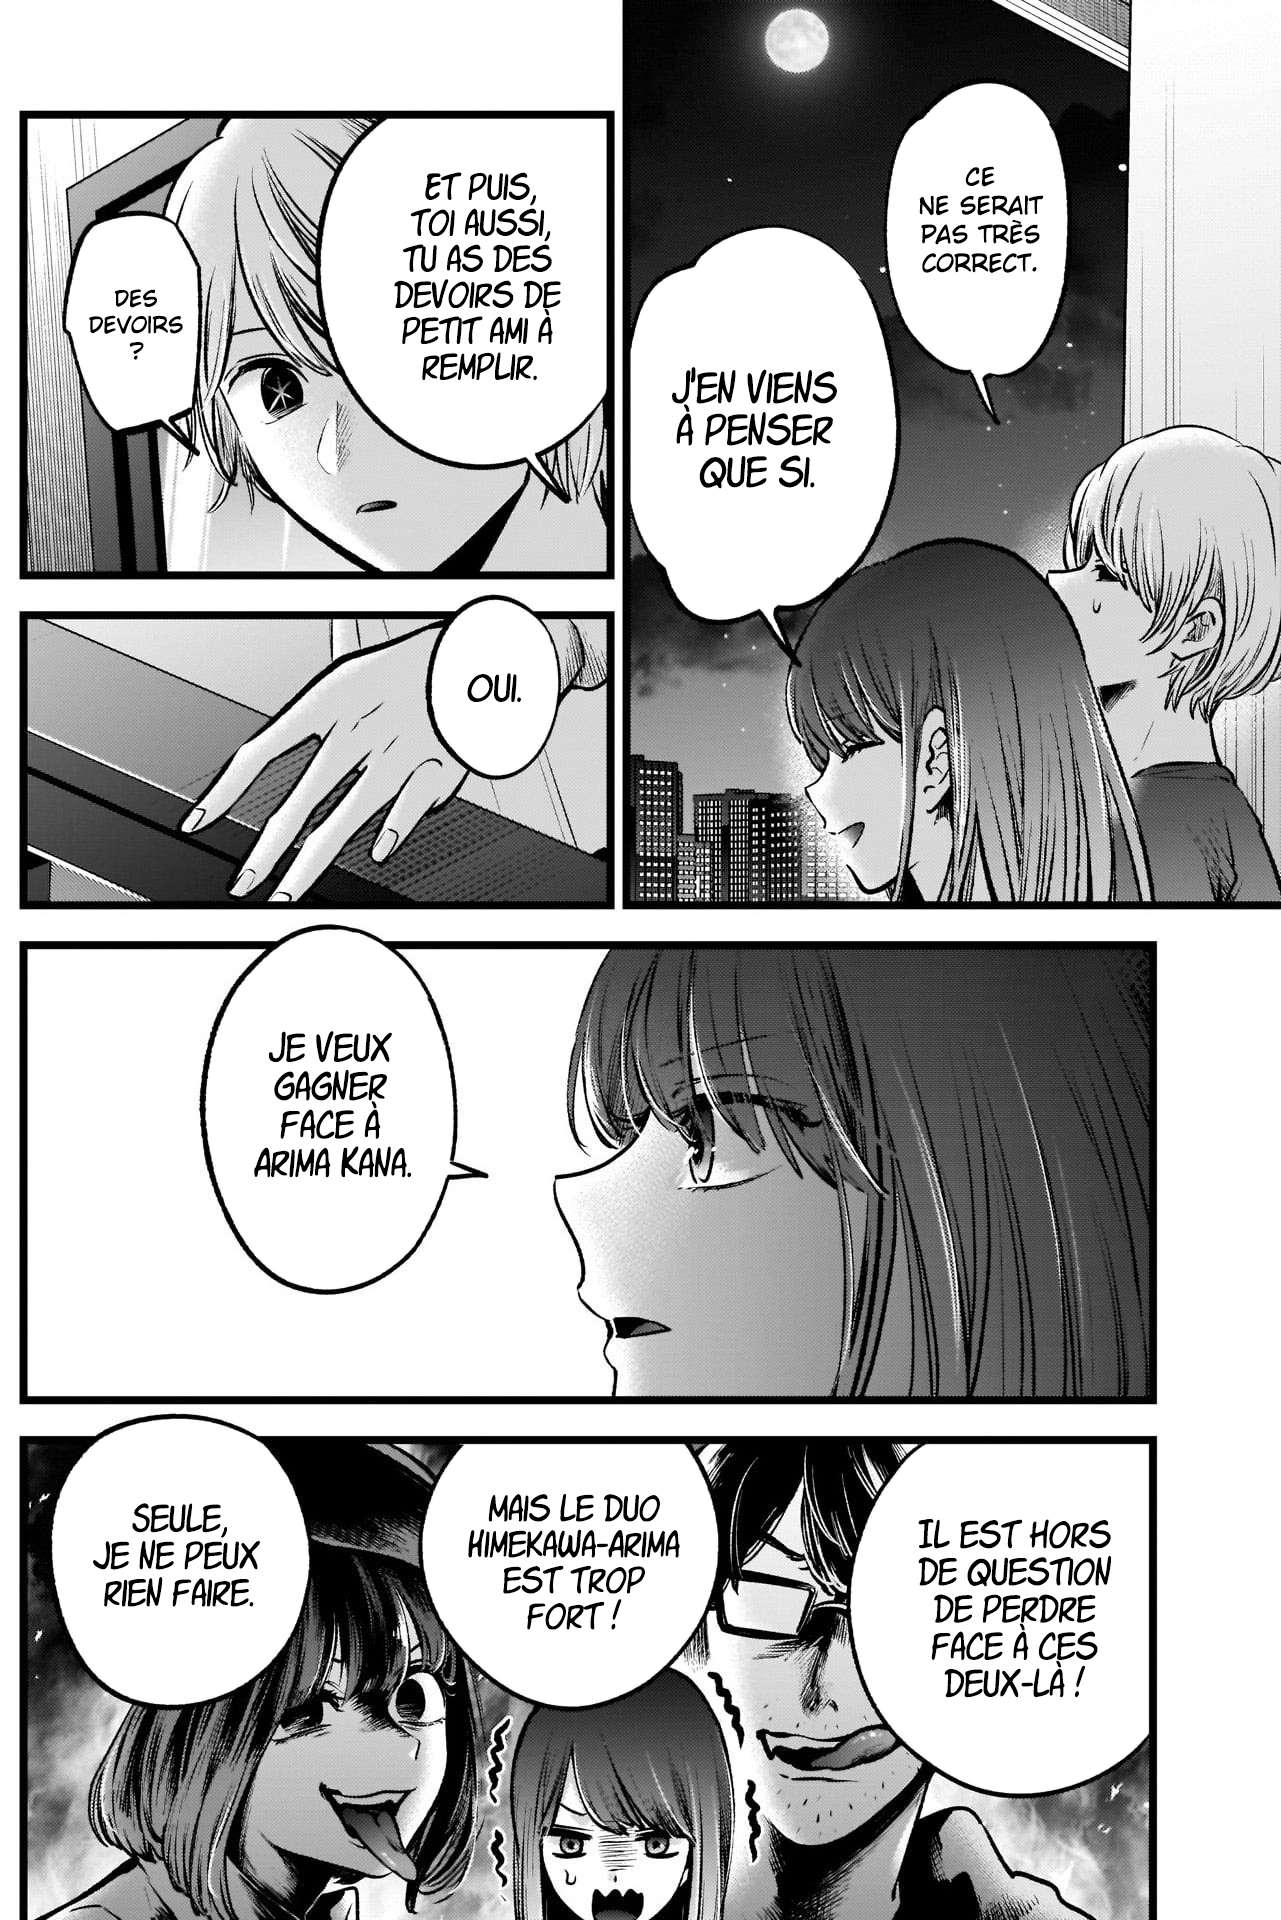 CE
NE SERAIT
PAS TRÈS
CORRECT.
J'EN VIENS
À PENSER
QUE SI.
ET PUIS,
TOI AUSSI,
TU AS DES
DEVOIRS DE
PETIT AMI À
REMPLIR.
DES
DEVOIRS
?
OUI.
JE VEUX
GAGNER
FACE À
ARIMA KANA.
IL EST HORS
DE QUESTION
DE PERDRE
FACE À CES
DEUX-LÀ !
MAIS LE DUO
HIMEKAWA-ARIMA
EST TROP
FORT !
SEULE,
JE NE PEUX
RIEN FAIRE.